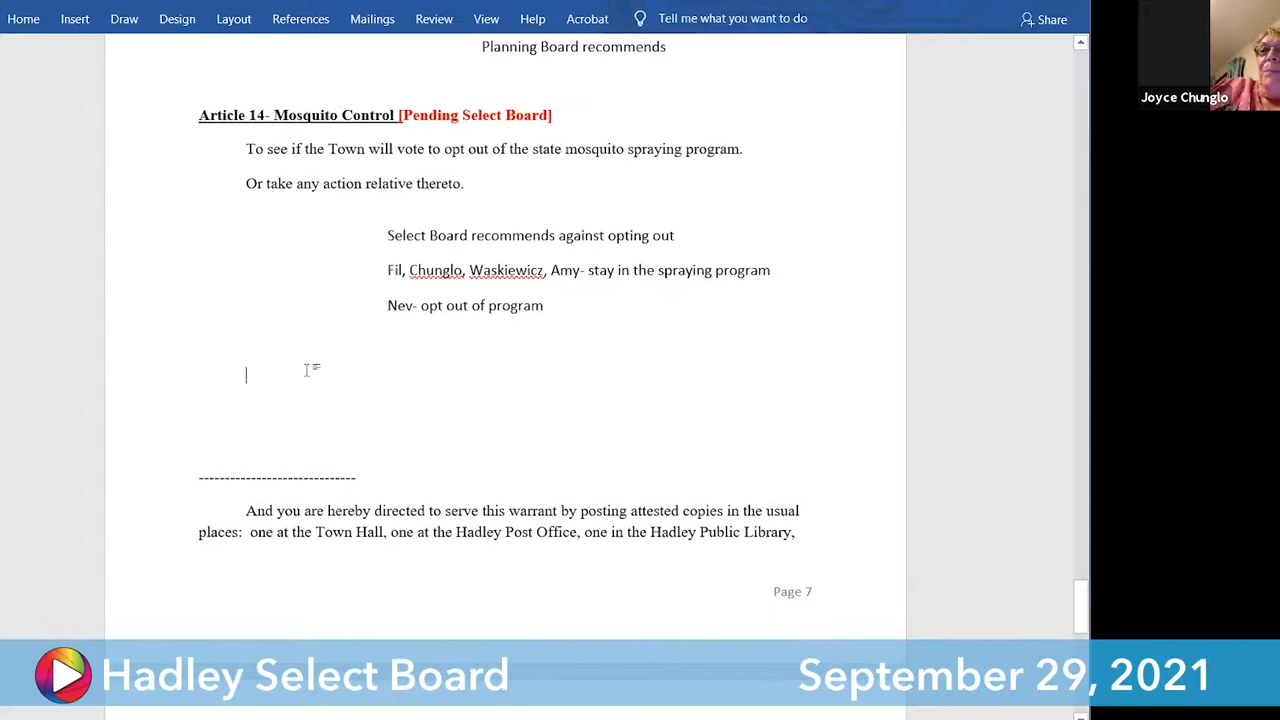 Home Insert Draw Design Layout References Mailings Review View Help Acrobat Tell me what you want to do Share
Planning Board recommends
Joyce Chunglo
Article 14- Mosquito Control [Pending Select Board]
To see if the Town will vote to opt out of the state mosquito spraying program.
Or take any action relative thereto.
Select Board recommends against opting out
Fil, Chunglo, Waskiewicz, Amy- stay in the spraying program
Nev- opt out of program
------------------------------
And you are hereby directed to serve this warrant by posting attested copies in the usual
places: one at the Town Hall, one at the Hadley Post Office, one in the Hadley Public Library,
Page 7
Hadley Select Board September 29, 2021